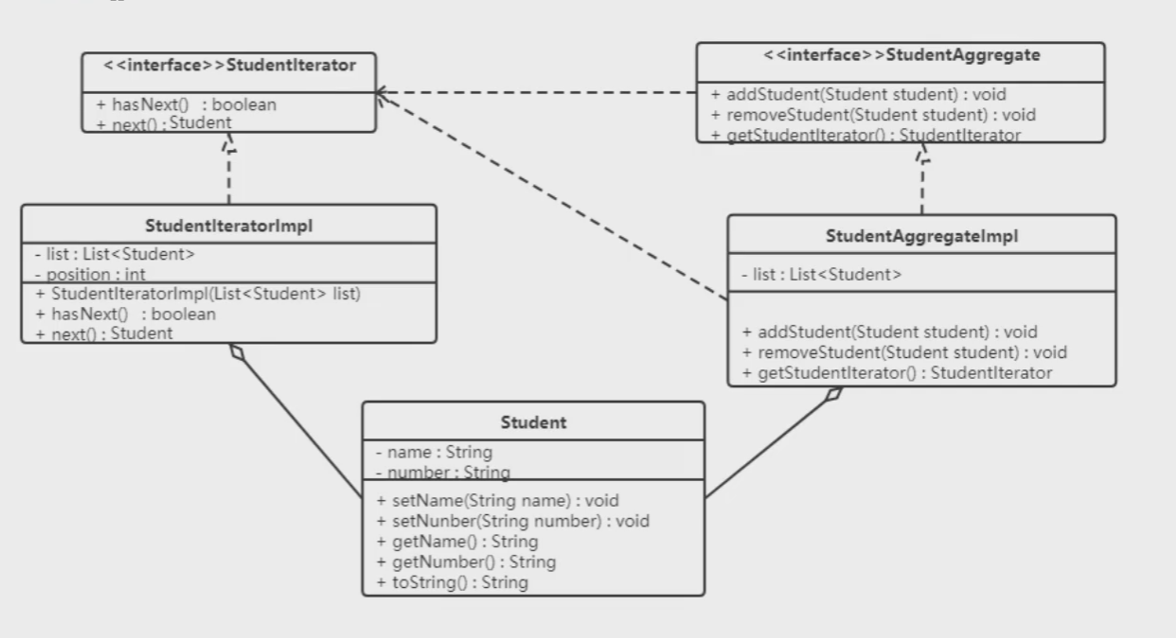 <<interface>>StudentIterator
+ hasNext() : boolean
+ next() : Student
<<interface>>StudentAggregate
+ addStudent(Student student) : void
+ removeStudent(Student student) : void
+ getStudentIterator() : StudentIterator
StudentIteratorImpl
- list : List<Student>
- position : int
+ StudentIteratorImpl(List<Student> list)
+ hasNext() : boolean
+ next() : Student
StudentAggregateImpl
- list : List<Student>
+ addStudent(Student student) : void
+ removeStudent(Student student) : void
+ getStudentIterator() : StudentIterator
Student
- name : String
- number : String
+ setName(String name) : void
+ setNunber(String number) : void
+ getName() : String
+ getNumber() : String
+ toString() : String